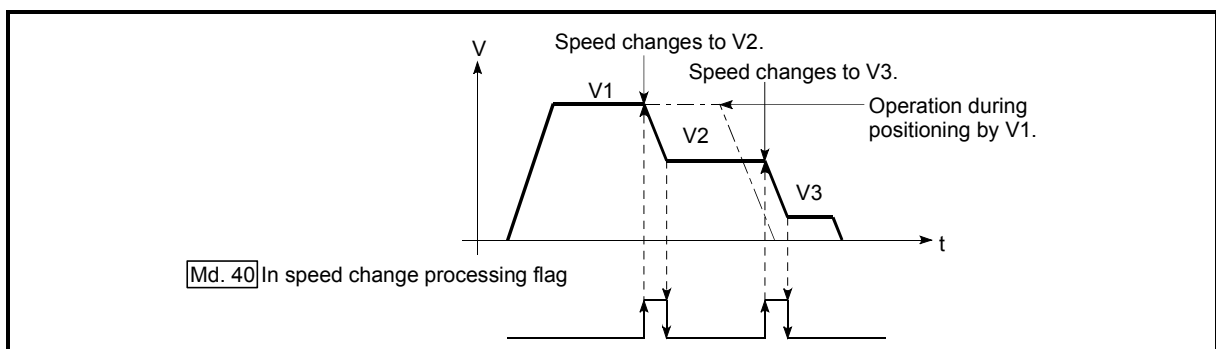 Speed changes to V2.
V
Speed changes to V3.
V1
Operation during
positioning by V1.
V2
V3
t
Md. 40 In speed change processing flag